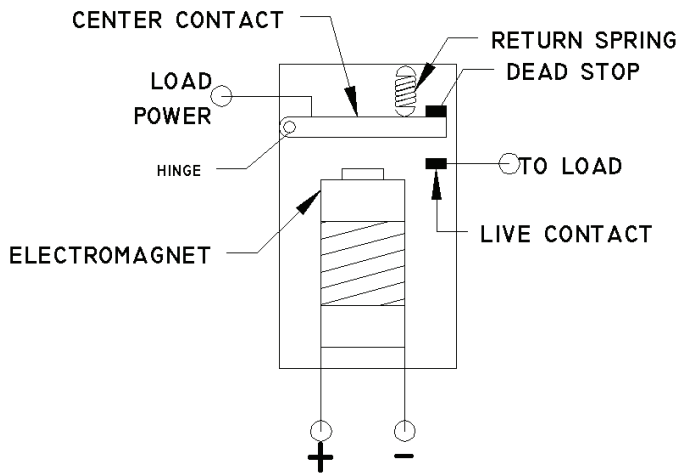 CENTER CONTACT
RETURN SPRING
DEAD STOP
LOAD
POWER
HINGE
TO LOAD
LIVE CONTACT
ELECTROMAGNET
+ -